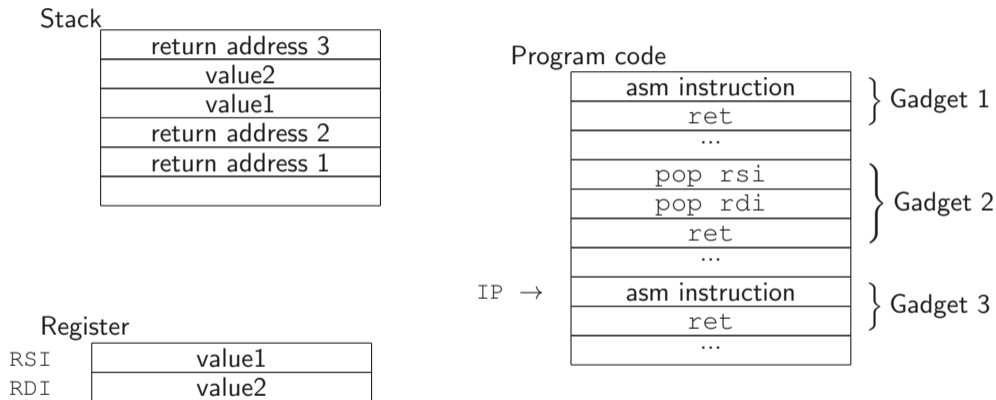 Stack
return address 3
value2
value1
return address 2
return address 1
Register
RSI value1
RDI value2
Program code
asm instruction
ret
...
pop rsi
pop rdi
ret
...
IP → asm instruction
ret
...
} Gadget 1
} Gadget 2
} Gadget 3